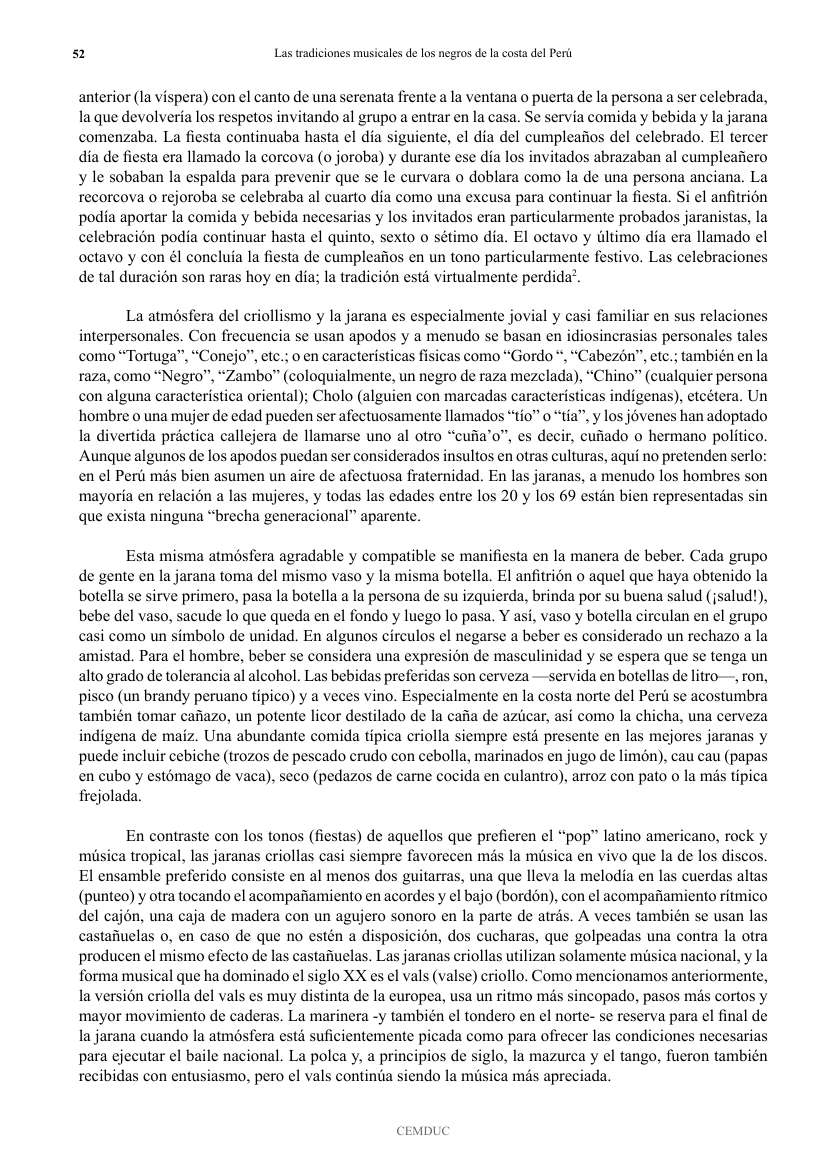 52
Las tradiciones musicales de los negros de la costa del Perú
anterior (la víspera) con el canto de una serenata frente a la ventana o puerta de la persona a ser celebrada,
la que devolvería los respetos invitando al grupo a entrar en la casa. Se servía comida y bebida y la jarana
comenzaba. La fiesta continuaba hasta el día siguiente, el día del cumpleaños del celebrado. El tercer
día de fiesta era llamado la corcova (o joroba) y durante ese día los invitados abrazaban al cumpleañero
y le sobaban la espalda para prevenir que se le curvara o doblara como la de una persona anciana. La
recorcova o rejoroba se celebraba al cuarto día como una excusa para continuar la fiesta. Si el anfitrión
podía aportar la comida y bebida necesarias y los invitados eran particularmente probados jaranistas, la
celebración podía continuar hasta el quinto, sexto o sétimo día. El octavo y último día era llamado el
octavo y con él concluía la fiesta de cumpleaños en un tono particularmente festivo. Las celebraciones
de tal duración son raras hoy en día; la tradición está virtualmente perdida².
La atmósfera del criollismo y la jarana es especialmente jovial y casi familiar en sus relaciones
interpersonales. Con frecuencia se usan apodos y a menudo se basan en idiosincrasias personales tales
como “Tortuga”, “Conejo”, etc.; o en características físicas como “Gordo “, “Cabezón”, etc.; también en la
raza, como “Negro”, “Zambo” (coloquialmente, un negro de raza mezclada), “Chino” (cualquier persona
con alguna característica oriental); Cholo (alguien con marcadas características indígenas), etcétera. Un
hombre o una mujer de edad pueden ser afectuosamente llamados “tío” o “tía”, y los jóvenes han adoptado
la divertida práctica callejera de llamarse uno al otro “cuña’o”, es decir, cuñado o hermano político.
Aunque algunos de los apodos puedan ser considerados insultos en otras culturas, aquí no pretenden serlo:
en el Perú más bien asumen un aire de afectuosa fraternidad. En las jaranas, a menudo los hombres son
mayoría en relación a las mujeres, y todas las edades entre los 20 y los 69 están bien representadas sin
que exista ninguna “brecha generacional” aparente.
Esta misma atmósfera agradable y compatible se manifiesta en la manera de beber. Cada grupo
de gente en la jarana toma del mismo vaso y la misma botella. El anfitrión o aquel que haya obtenido la
botella se sirve primero, pasa la botella a la persona de su izquierda, brinda por su buena salud (¡salud!),
bebe del vaso, sacude lo que queda en el fondo y luego lo pasa. Y así, vaso y botella circulan en el grupo
casi como un símbolo de unidad. En algunos círculos el negarse a beber es considerado un rechazo a la
amistad. Para el hombre, beber se considera una expresión de masculinidad y se espera que se tenga un
alto grado de tolerancia al alcohol. Las bebidas preferidas son cerveza —servida en botellas de litro—, ron,
pisco (un brandy peruano típico) y a veces vino. Especialmente en la costa norte del Perú se acostumbra
también tomar cañazo, un potente licor destilado de la caña de azúcar, así como la chicha, una cerveza
indígena de maíz. Una abundante comida típica criolla siempre está presente en las mejores jaranas y
puede incluir cebiche (trozos de pescado crudo con cebolla, marinados en jugo de limón), cau cau (papas
en cubo y estómago de vaca), seco (pedazos de carne cocida en culantro), arroz con pato o la más típica
frejolada.
En contraste con los tonos (fiestas) de aquellos que prefieren el “pop” latino americano, rock y
música tropical, las jaranas criollas casi siempre favorecen más la música en vivo que la de los discos.
El ensamble preferido consiste en al menos dos guitarras, una que lleva la melodía en las cuerdas altas
(punteo) y otra tocando el acompañamiento en acordes y el bajo (bordón), con el acompañamiento rítmico
del cajón, una caja de madera con un agujero sonoro en la parte de atrás. A veces también se usan las
castañuelas o, en caso de que no estén a disposición, dos cucharas, que golpeadas una contra la otra
producen el mismo efecto de las castañuelas. Las jaranas criollas utilizan solamente música nacional, y la
forma musical que ha dominado el siglo XX es el vals (valse) criollo. Como mencionamos anteriormente,
la versión criolla del vals es muy distinta de la europea, usa un ritmo más sincopado, pasos más cortos y
mayor movimiento de caderas. La marinera -y también el tondero en el norte- se reserva para el final de
la jarana cuando la atmósfera está suficientemente picada como para ofrecer las condiciones necesarias
para ejecutar el baile nacional. La polca y, a principios de siglo, la mazurca y el tango, fueron también
recibidas con entusiasmo, pero el vals continúa siendo la música más apreciada.
CEMDUC